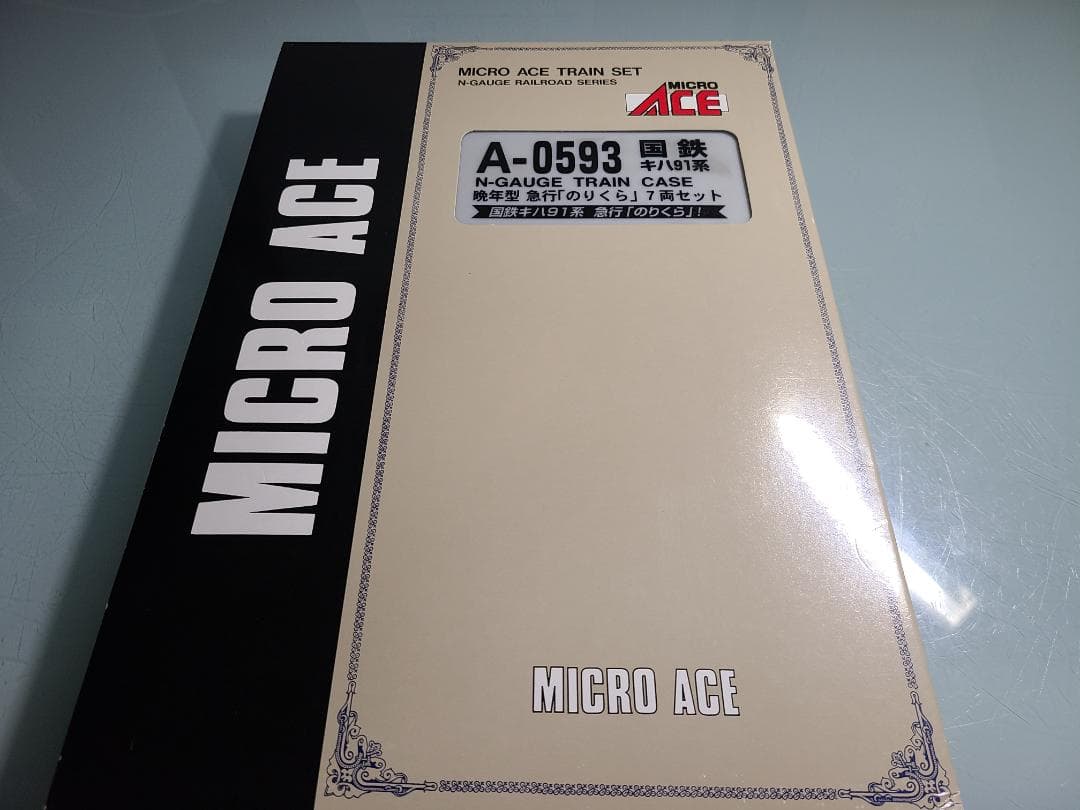 MICRO ACE
MICRO ACE TRAIN SET
N-GAUGE RAILROAD SERIES
MICRO
ACE
A-0593 国鉄
キハ91系
N-GAUGE TRAIN CASE
晩年型 急行「のりくら」7両セット
国鉄キハ91系 急行「のりくら」!
MICRO ACE